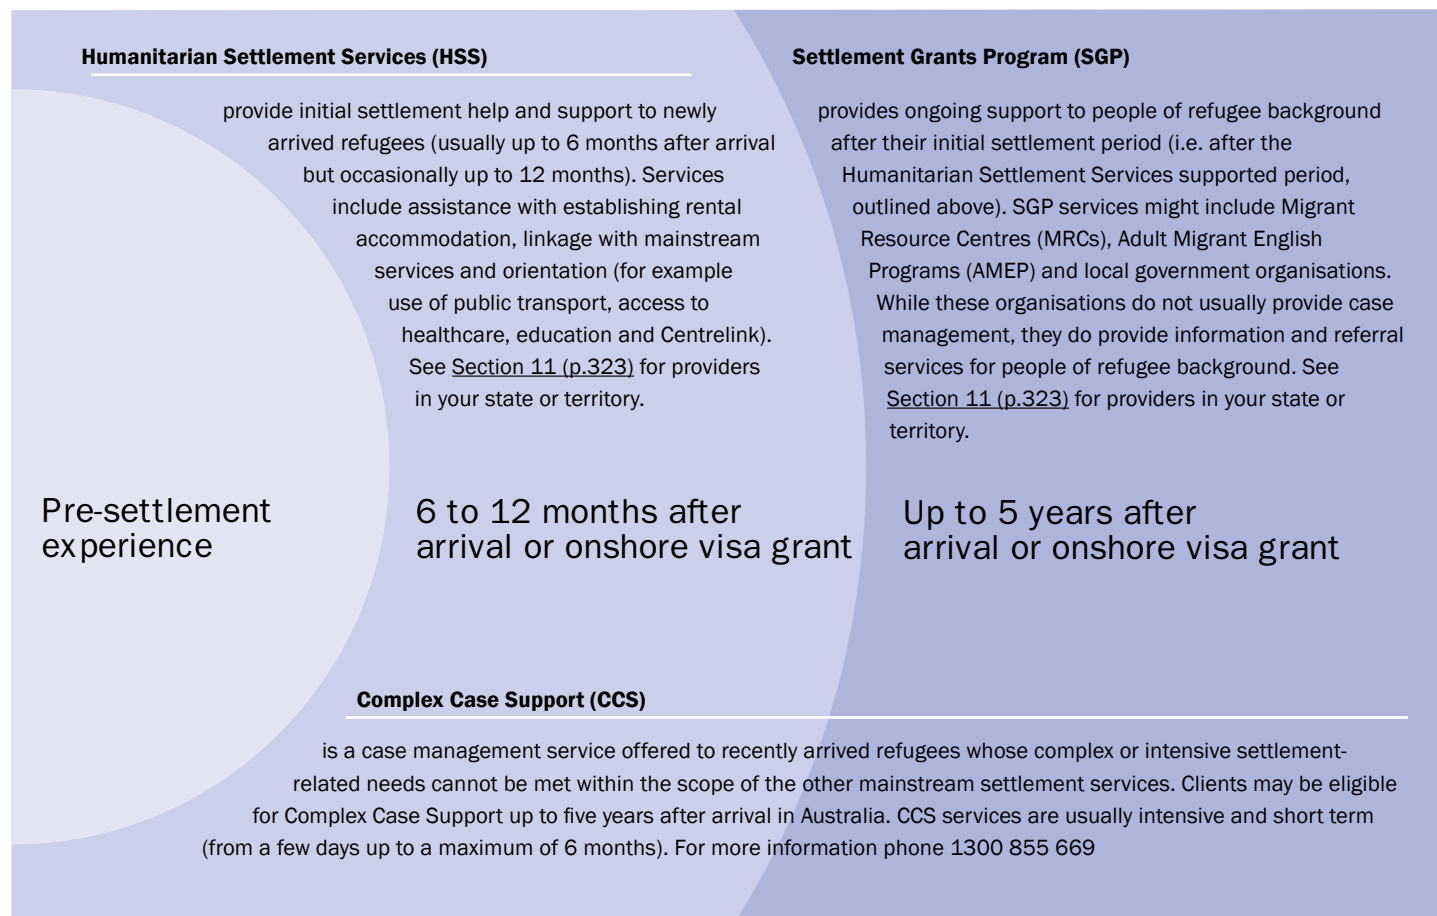 Humanitarian Settlement Services (HSS)
provide initial settlement help and support to newly
arrived refugees (usually up to 6 months after arrival
but occasionally up to 12 months). Services
include assistance with establishing rental
accommodation, linkage with mainstream
services and orientation (for example
use of public transport, access to
healthcare, education and Centrelink).
See Section 11 (p.323) for providers
in your state or territory.
Settlement Grants Program (SGP)
provides ongoing support to people of refugee background
after their initial settlement period (i.e. after the
Humanitarian Settlement Services supported period,
outlined above). SGP services might include Migrant
Resource Centres (MRCs), Adult Migrant English
Programs (AMEP) and local government organisations.
While these organisations do not usually provide case
management, they do provide information and referral
services for people of refugee background. See
Section 11 (p.323) for providers in your state or
territory.
Pre-settlement
experience
6 to 12 months after
arrival or onshore visa grant
Up to 5 years after
arrival or onshore visa grant
Complex Case Support (CCS)
is a case management service offered to recently arrived refugees whose complex or intensive settlement-
related needs cannot be met within the scope of the other mainstream settlement services. Clients may be eligible
for Complex Case Support up to five years after arrival in Australia. CCS services are usually intensive and short term
(from a few days up to a maximum of 6 months). For more information phone 1300 855 669